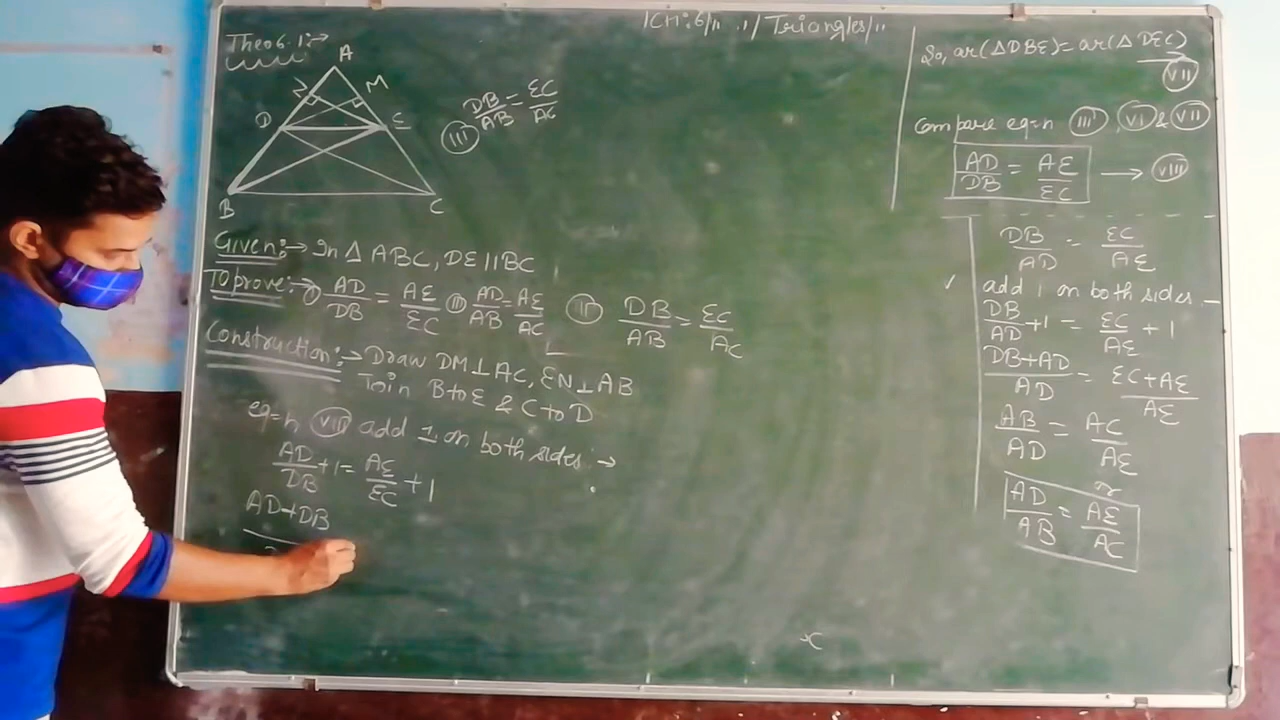 1CH:6/11 .1/Triangles/11
Theo 6.1:→
A
N M
D E
B C
(III) DB/AB = EC/AC
Given:→ In Δ ABC, DE||BC
To prove:→ (I) AD/DB = AE/EC (II) AD/AB = AE/AC (II) DB/AB = EC/AC
Construction:→ Draw DM⊥AC, EN⊥AB
Join B to E & C to D
eq=n (VIII) add 1 on both sides:→
AD/DB + 1 = AE/EC + 1
AD+DB
So, ar(ΔDBE) = ar(ΔDEC)
(VII)
Compare eq=n (III), (VI) & (VII)
AD/DB = AE/EC → (VIII)
DB/AD = EC/AE
✓ add 1 on both sides –
DB/AD + 1 = EC/AE + 1
DB+AD/AD = EC+AE/AE
AB/AD = AC/AE
or
AD/AB = AE/AC